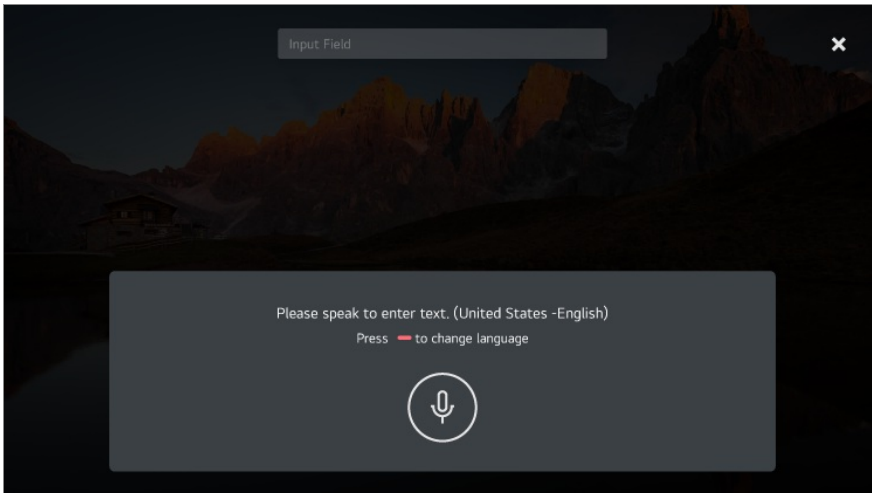 Input Field
Please speak to enter text. (United States -English)
Press to change language